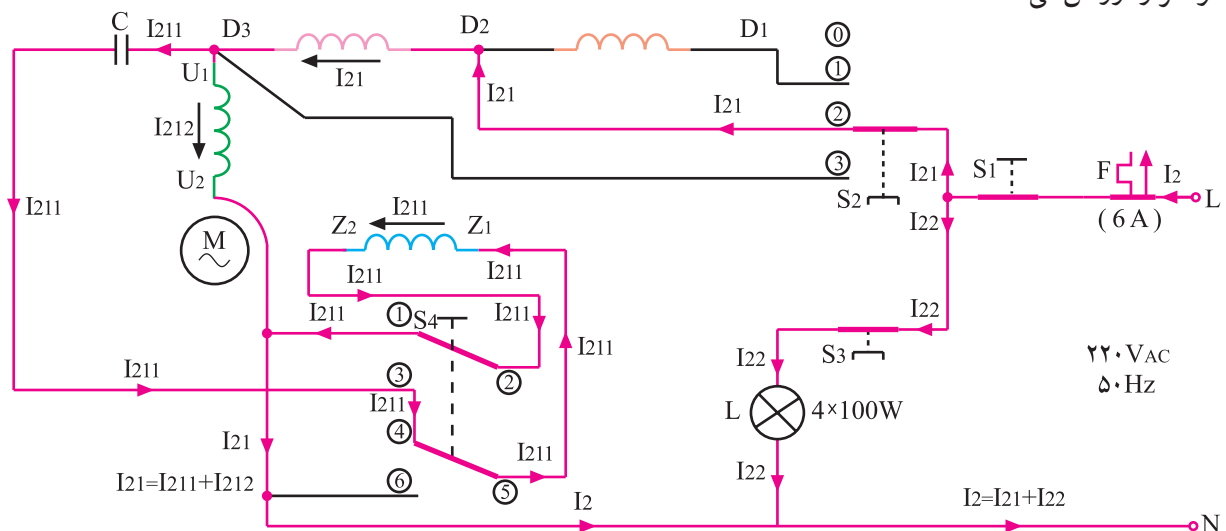 C I211 D3 D2 D1 ⓪
①
U1 I21 I21 I21 ②
I212
U2 ③ I21 S1 F I2
S2 L
I211 I211 I22 (6A)
M Z2 Z1
I211 I211
I211 ① S4 I211 I22
I211 S3 ۲۲۰VAC
③ ② I22 ۵۰Hz
I211 I211
④ L 4×100W
I21 I211
I21=I211+I212 ⑥ ⑤ I22
I2 I2=I21+I22
N